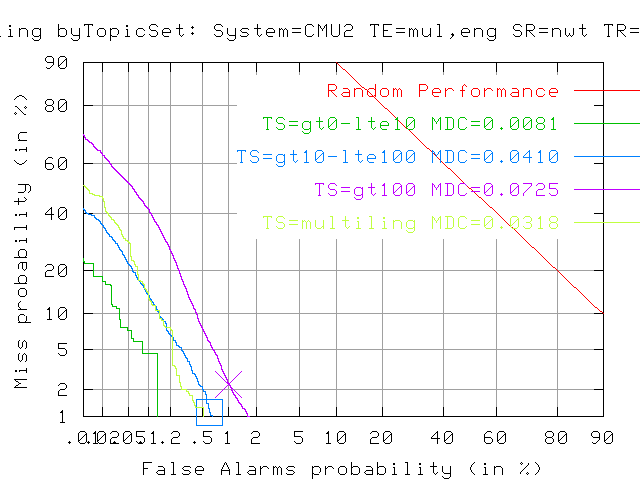 ling byTopicSet: System=CMU2 TE=mul,eng SR=nwt TR=
90
80
60
40
20
10
5
2
1
Miss probability (in %)
Random Performance
TS=gt0-lte10 MDC=0.0081
TS=gt10-lte100 MDC=0.0410
TS=gt100 MDC=0.0725
TS=multiling MDC=0.0318
.5 1 2 5 10 20 40 60 80 90
False Alarms probability (in %)